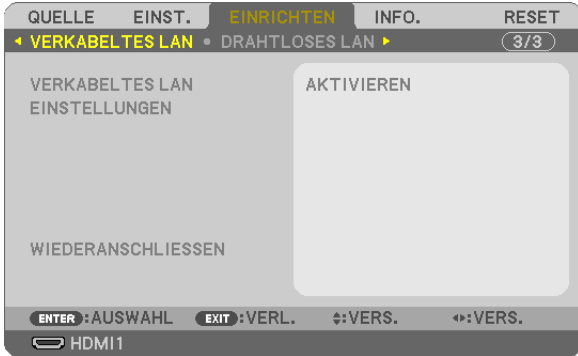 QUELLE EINST. EINRICHTEN INFO. RESET
VERKABELTES LAN • DRAHTLOSES LAN 3/3
VERKABELTES LAN AKTIVIEREN
EINSTELLUNGEN
WIEDERANSCHLIESSEN
ENTER :AUSWAHL EXIT :VERL. :VERS. :VERS.
HDMI1